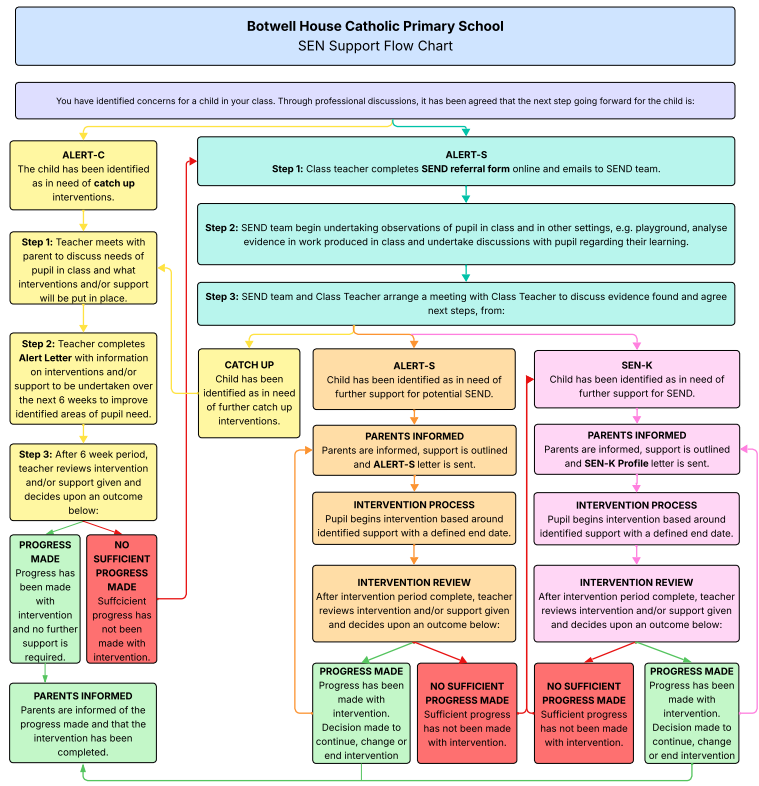 Botwell House Catholic Primary School
SEN Support Flow Chart
You have identified concerns for a child in your class. Through professional discussions, it has been agreed that the next step going forward for the child is:
ALERT-C
The child has been identified
as in need of catch up
interventions.
Step 1: Teacher meets with
parent to discuss needs of
pupil in class and what
interventions and/or support
will be put in place.
Step 2: Teacher completes
Alert Letter with information
on interventions and/or
support to be undertaken over
the next 6 weeks to improve
identified areas of pupil need.
Step 3: After 6 week period,
teacher reviews intervention
and/or support given and
decides upon an outcome
below:
PROGRESS
MADE
Progress has
been made
with
intervention
and no further
support is
required.
NO
SUFFICIENT
PROGRESS
MADE
Suffcicient
progress has
not been
made with
intervention.
PARENTS INFORMED
Parents are informed of the
progress made and that the
intervention has been
completed.
ALERT-S
Step 1: Class teacher completes SEND referral form online and emails to SEND team.
Step 2: SEND team begin undertaking observations of pupil in class and in other settings, e.g. playground, analyse
evidence in work produced in class and undertake discussions with pupil regarding their learning.
Step 3: SEND team and Class Teacher arrange a meeting with Class Teacher to discuss evidence found and agree
next steps, from:
CATCH UP
Child has been
identified as in need
of further catch up
interventions.
ALERT-S
Child has been identified as in need of
further support for potential SEND.
PARENTS INFORMED
Parents are informed, support is outlined
and ALERT-S letter is sent.
INTERVENTION PROCESS
Pupil begins intervention based around
identified support with a defined end date.
INTERVENTION REVIEW
After intervention period complete, teacher
reviews intervention and/or support given
and decides upon an outcome below:
PROGRESS MADE
Progress has been
made with
intervention.
Decision made to
continue, change or
end intervention
NO SUFFICIENT
PROGRESS MADE
Sufficient progress
has not been made
with intervention.
SEN-K
Child has been identified as in need of
further support for SEND.
PARENTS INFORMED
Parents are informed, support is outlined
and SEN-K Profile letter is sent.
INTERVENTION PROCESS
Pupil begins intervention based around
identified support with a defined end date.
INTERVENTION REVIEW
After intervention period complete, teacher
reviews intervention and/or support given
and decides upon an outcome below:
NO SUFFICIENT
PROGRESS MADE
Sufficient progress
has not been made
with intervention.
PROGRESS MADE
Progress has been
made with
intervention.
Decision made to
continue, change
or end intervention